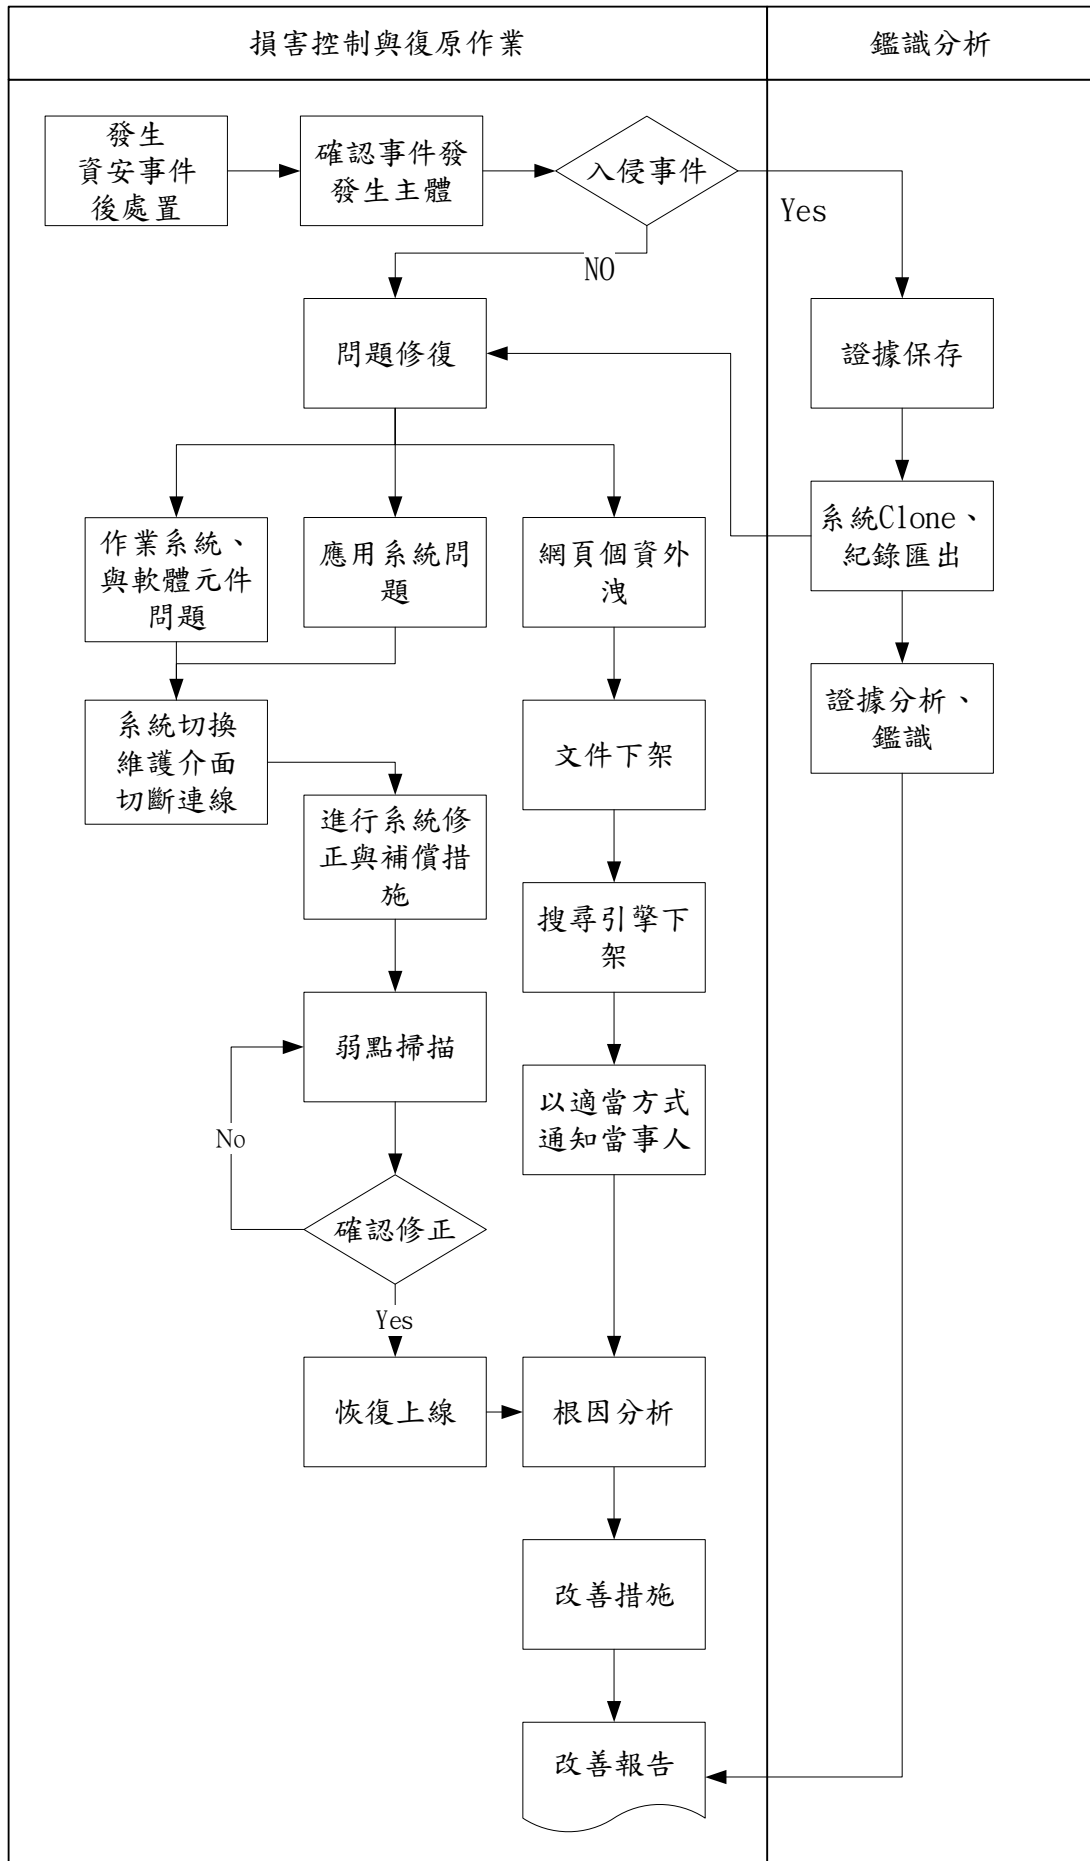 損害控制與復原作業
鑑識分析
發生
資安事件
後處置
確認事件發
發生主體
入侵事件
Yes
NO
問題修復
證據保存
作業系統、
與軟體元件
問題
應用系統問
題
網頁個資外
洩
系統Clone、
紀錄匯出
系統切換
維護介面
切斷連線
文件下架
證據分析、
鑑識
進行系統修
正與補償措
施
搜尋引擎下
架
弱點掃描
以適當方式
通知當事人
No
確認修正
Yes
恢復上線
根因分析
改善措施
改善報告